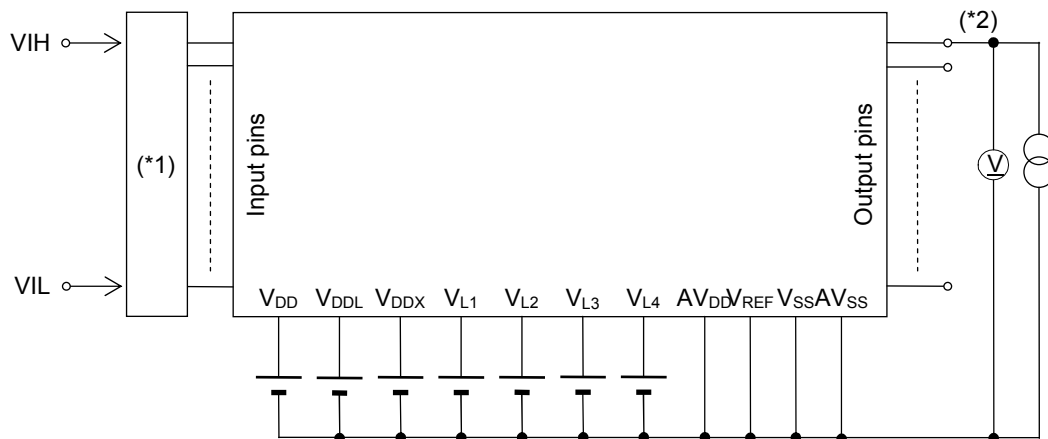 (*2)
VIH
(*1)
Input pins
Output pins
V
VIL
VDD VDDL VDDX VL1 VL2 VL3 VL4 AVDD VREF VSS AVSS